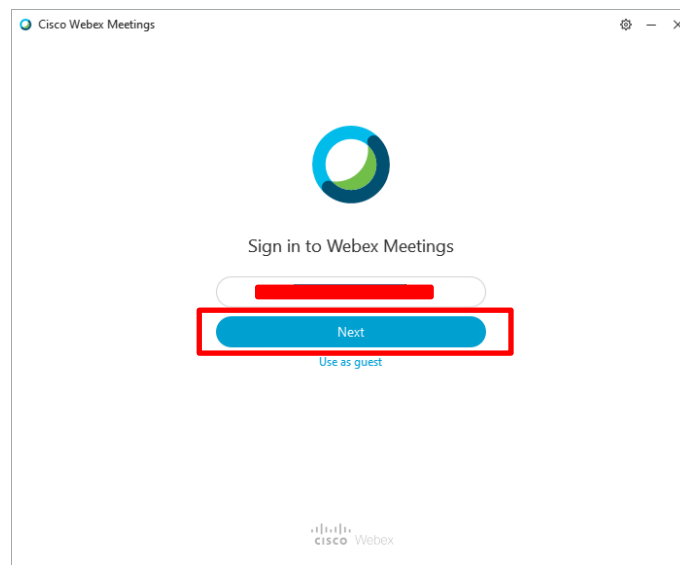 Cisco Webex Meetings
Sign in to Webex Meetings
Next
Use as guest
cisco Webex